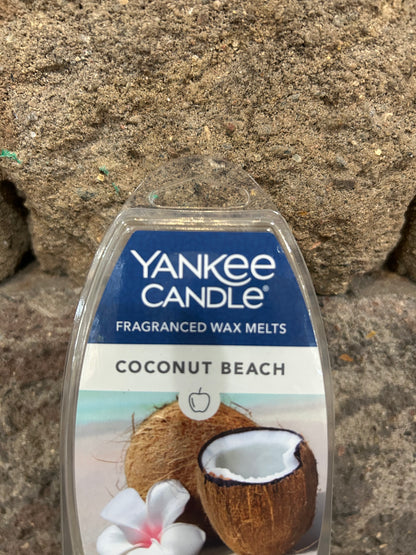 YANKee
CANDLe®
FRAGRANCED WAX MELTS
COCONUT BEACH